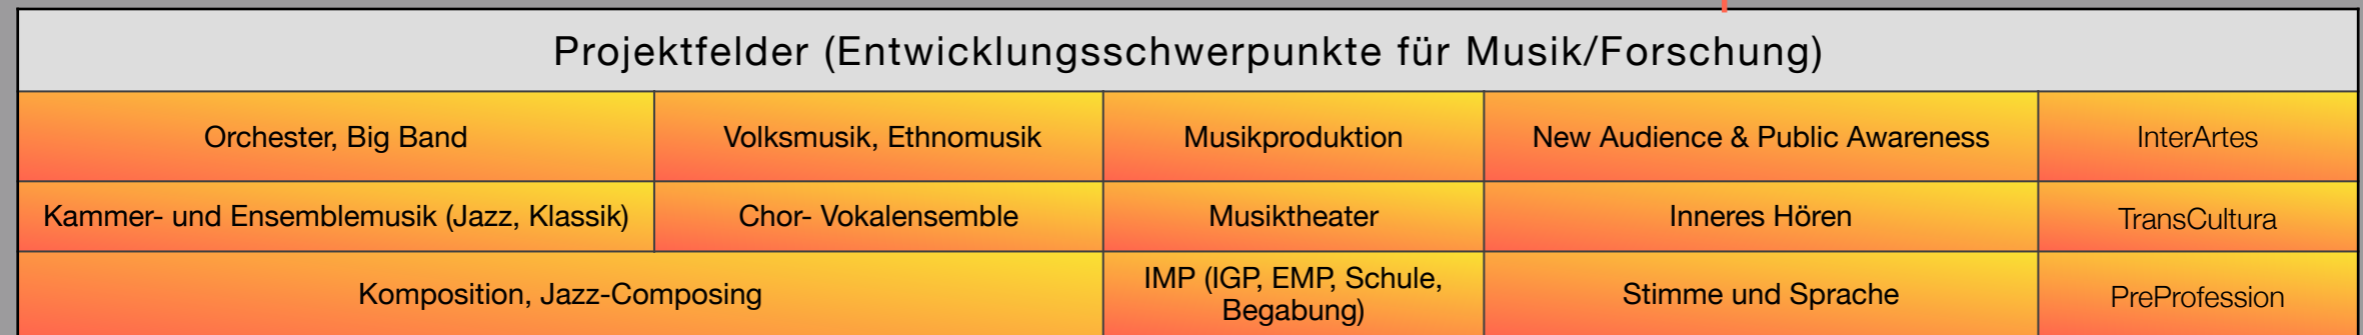 Projektfelder (Entwicklungsschwerpunkte für Musik/Forschung)
Orchester, Big Band
Volksmusik, Ethnomusik
Musikproduktion
New Audience & Public Awareness
InterArtes
Kammer- und Ensemblemusik (Jazz, Klassik)
Chor- Vokalensemble
Musiktheater
Inneres Hören
TransCultura
Komposition, Jazz-Composing
IMP (IGP, EMP, Schule,
Begabung)
Stimme und Sprache
PreProfession